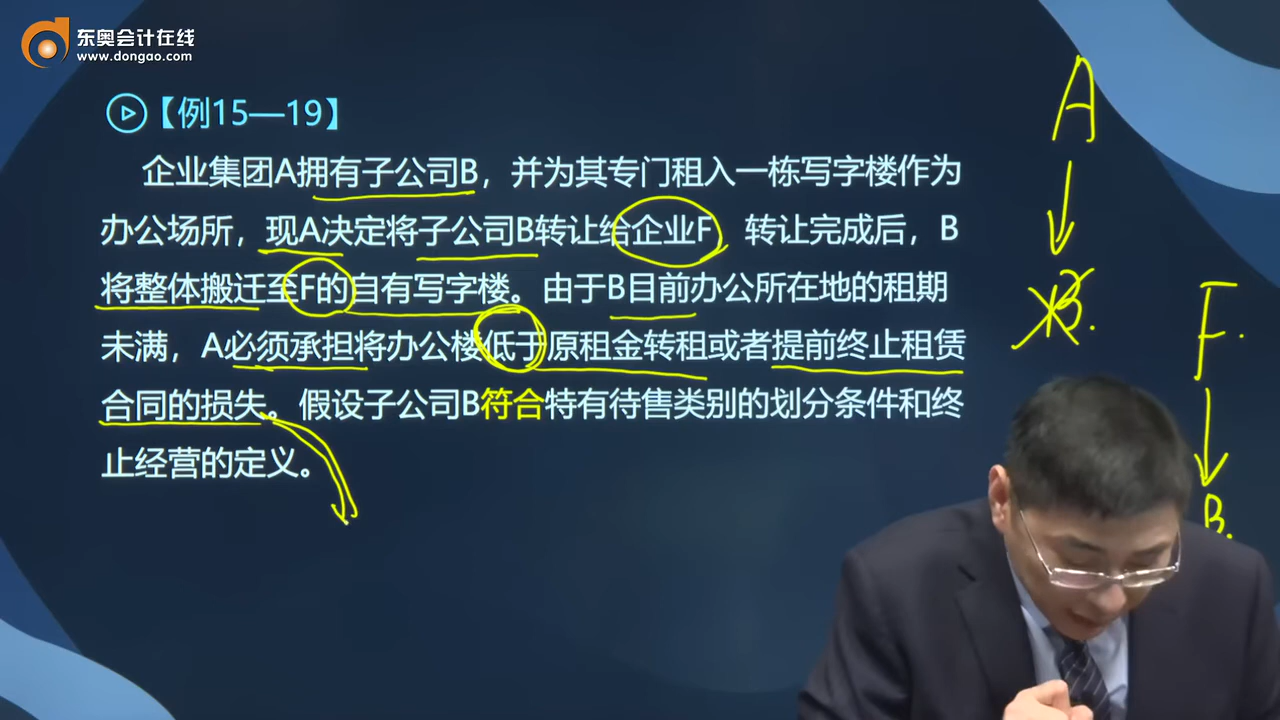 东奥会计在线
www.dongao.com
【例15—19】
企业集团A拥有子公司B，并为其专门租入一栋写字楼作为
办公场所，现A决定将子公司B转让给企业F，转让完成后，B
将整体搬迁至F的自有写字楼。由于B目前办公所在地的租期
未满，A必须承担将办公楼低于原租金转租或者提前终止租赁
合同的损失。假设子公司B符合特有待售类别的划分条件和终
止经营的定义。
A
B.
F.
B.